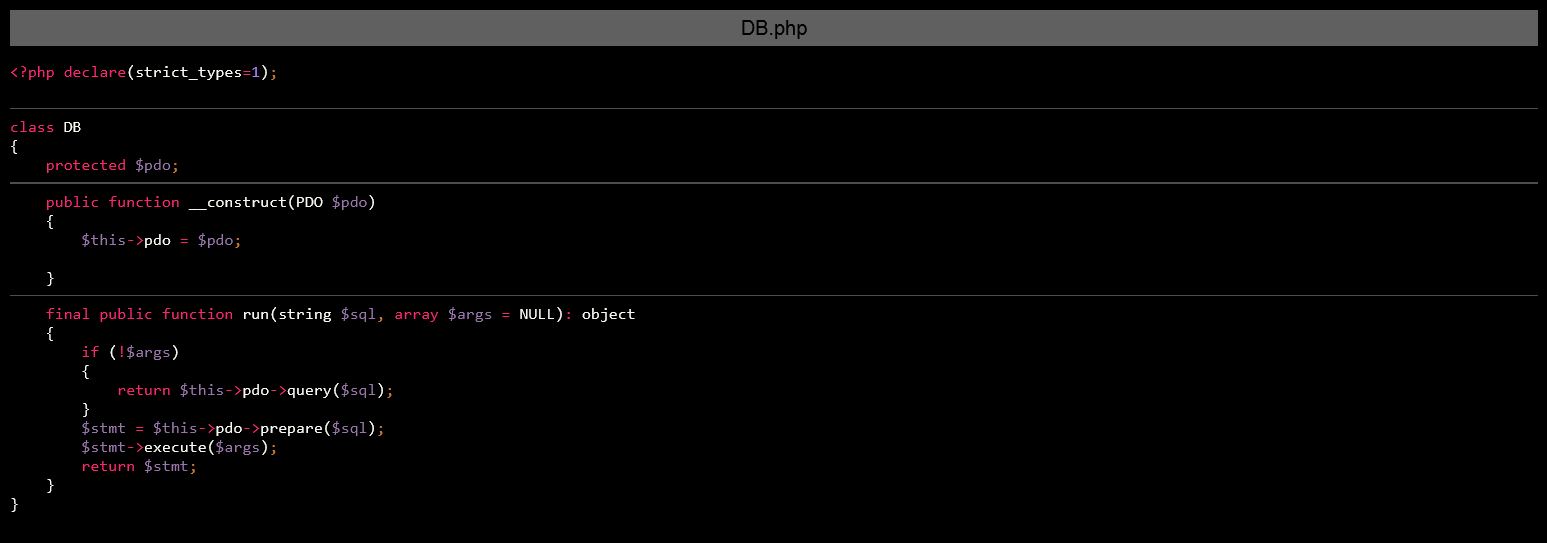 DB.php
<?php declare(strict_types=1);
class DB
{
    protected $pdo;
    public function __construct(PDO $pdo)
    {
        $this->pdo = $pdo;
    }
    final public function run(string $sql, array $args = NULL): object
    {
        if (!$args)
        {
            return $this->pdo->query($sql);
        }
        $stmt = $this->pdo->prepare($sql);
        $stmt->execute($args);
        return $stmt;
    }
}